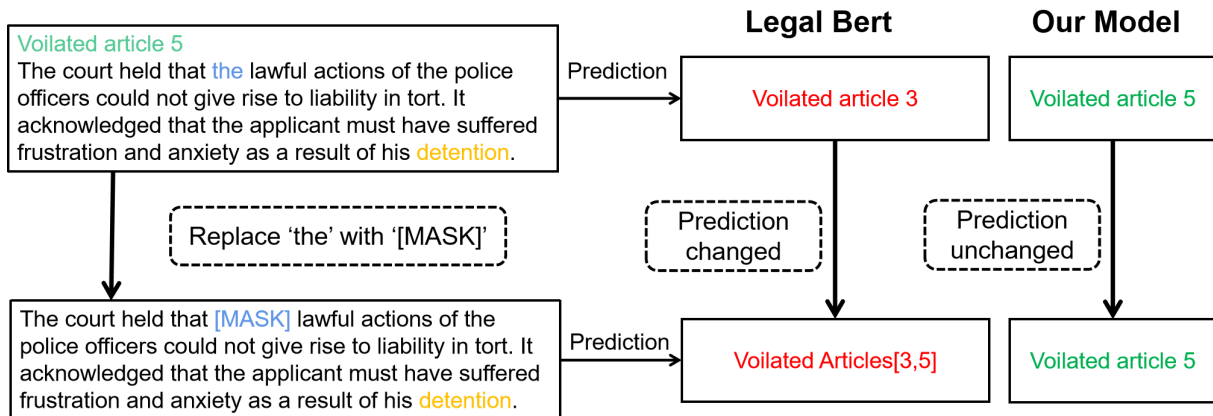 Legal Bert
Our Model
Voilated article 5
The court held that the lawful actions of the police
officers could not give rise to liability in tort. It
acknowledged that the applicant must have suffered
frustration and anxiety as a result of his detention.
Prediction
Voilated article 3
Voilated article 5
Replace ‘the’ with ‘[MASK]’
Prediction
changed
Prediction
unchanged
The court held that [MASK] lawful actions of the
police officers could not give rise to liability in tort. It
acknowledged that the applicant must have suffered
frustration and anxiety as a result of his detention.
Prediction
Voilated Articles[3,5]
Voilated article 5